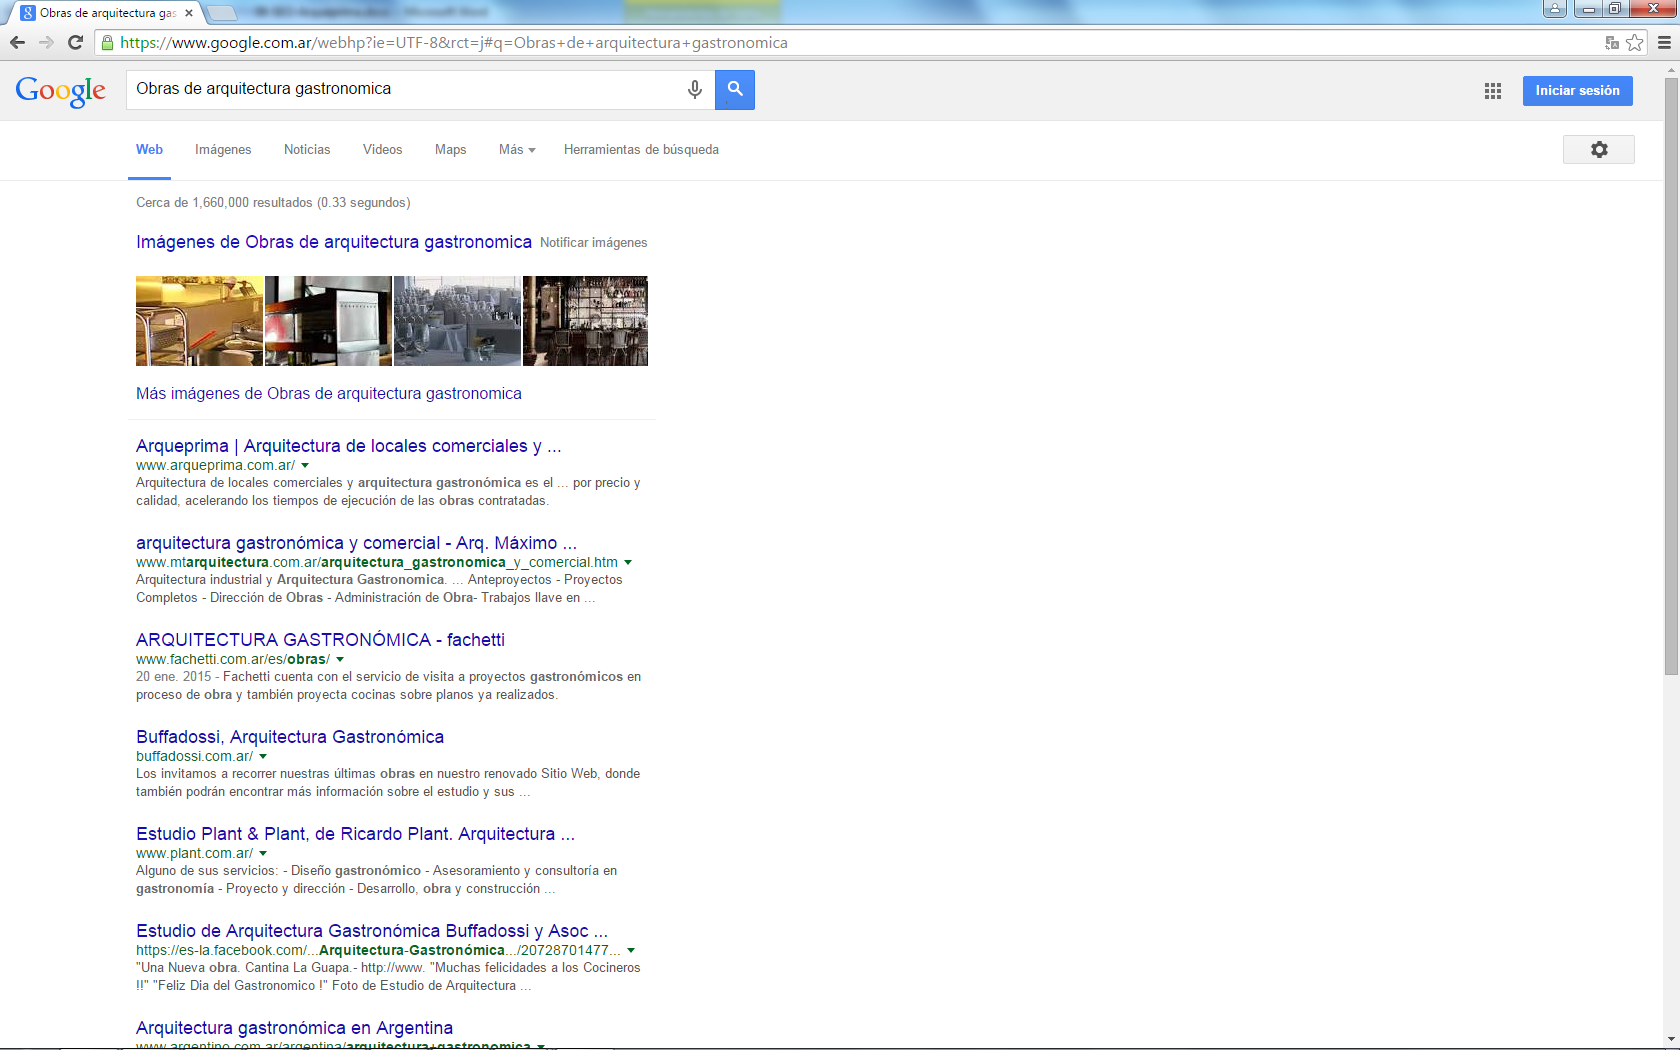 Obras de arquitectura gas
https://www.google.com.ar/webhp?ie=UTF-8&rct=j#q=Obras+de+arquitectura+gastronomica
Google
Obras de arquitectura gastronomica
Iniciar sesión
Web
Imágenes
Noticias
Videos
Maps
Más
Herramientas de búsqueda
Cerca de 1,660,000 resultados (0.33 segundos)
Imágenes de Obras de arquitectura gastronomica Notificar imágenes
Más imágenes de Obras de arquitectura gastronomica
Arqueprima | Arquitectura de locales comerciales y ...
www.arqueprima.com.ar/
Arquitectura de locales comerciales y arquitectura gastronómica es el ... por precio y
calidad, acelerando los tiempos de ejecución de las obras contratadas.
arquitectura gastronómica y comercial - Arq. Máximo ...
www.mtarquitectura.com.ar/arquitectura_gastronomica_y_comercial.htm
Arquitectura industrial y Arquitectura Gastronomica. ... Anteproyectos - Proyectos
Completos - Dirección de Obras - Administración de Obra- Trabajos llave en ...
ARQUITECTURA GASTRONÓMICA - fachetti
www.fachetti.com.ar/es/obras/
20 ene. 2015 - Fachetti cuenta con el servicio de visita a proyectos gastronómicos en
proceso de obra y también proyecta cocinas sobre planos ya realizados.
Buffadossi, Arquitectura Gastronómica
buffadossi.com.ar/
Los invitamos a recorrer nuestras últimas obras en nuestro renovado Sitio Web, donde
también podrán encontrar más información sobre el estudio y sus ...
Estudio Plant & Plant, de Ricardo Plant. Arquitectura ...
www.plant.com.ar/
Alguno de sus servicios: - Diseño gastronómico - Asesoramiento y consultoría en
gastronomía - Proyecto y dirección - Desarrollo, obra y construcción ...
Estudio de Arquitectura Gastronómica Buffadossi y Asoc ...
https://es-la.facebook.com/...Arquitectura-Gastronómica.../20728701477...
"Una Nueva obra. Cantina La Guapa.- http://www. "Muchas felicidades a los Cocineros
!!" "Feliz Dia del Gastronomico !" Foto de Estudio de Arquitectura ...
Arquitectura gastronómica en Argentina
www.argentino.com.ar/argentina/arquitectura+gastronomica